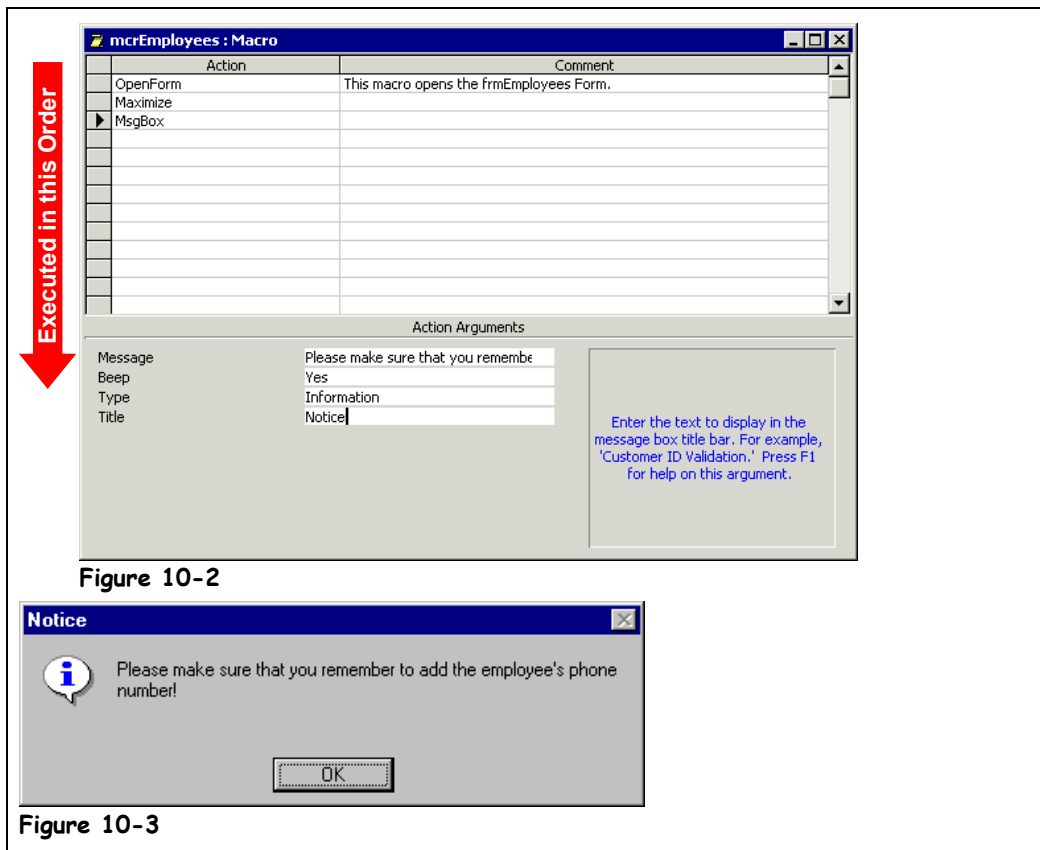 mcrEmployees : Macro
Action Comment
OpenForm This macro opens the frmEmployees Form.
Maximize
MsgBox
Executed in this Order
Action Arguments
Message Please make sure that you remembe
Beep Yes
Type Information
Title Notice
Enter the text to display in the
message box title bar. For example,
'Customer ID Validation.' Press F1
for help on this argument.
Figure 10-2
Notice
Please make sure that you remember to add the employee's phone
number!
OK
Figure 10-3